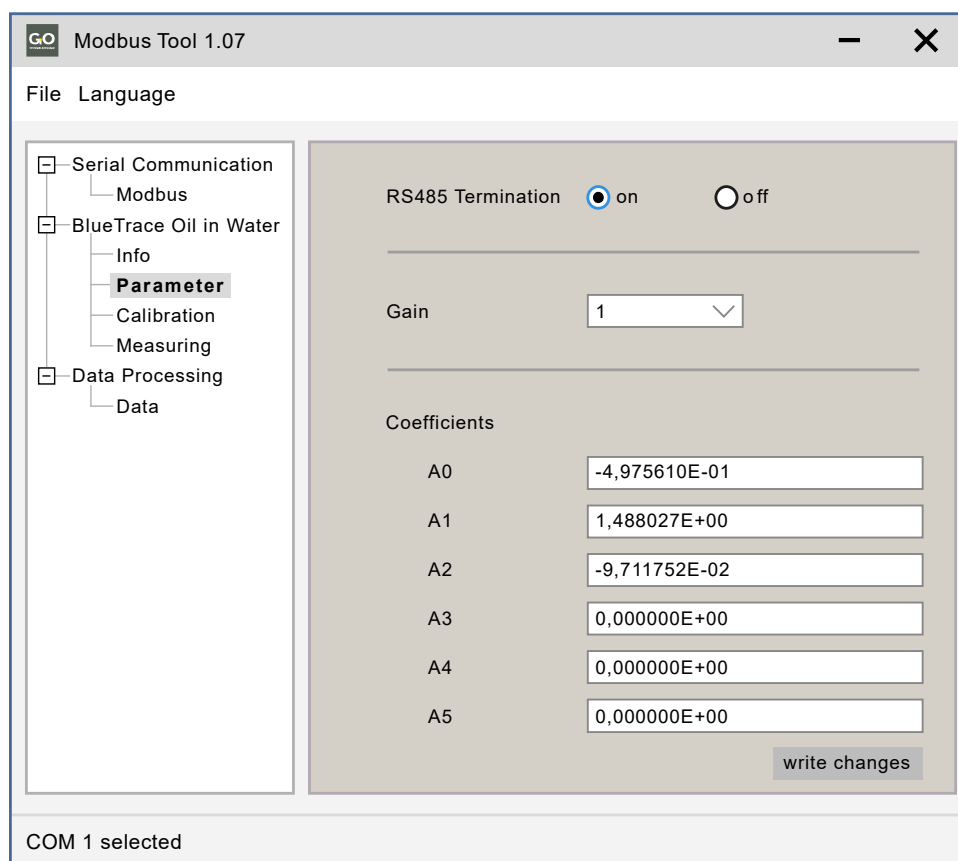 GO
Modbus Tool 1.07
File Language
Serial Communication
Modbus
BlueTrace Oil in Water
Info
Parameter
Calibration
Measuring
Data Processing
Data
RS485 Termination on off
Gain 1
Coefficients
A0 -4,975610E-01
A1 1,488027E+00
A2 -9,711752E-02
A3 0,000000E+00
A4 0,000000E+00
A5 0,000000E+00
write changes
COM 1 selected